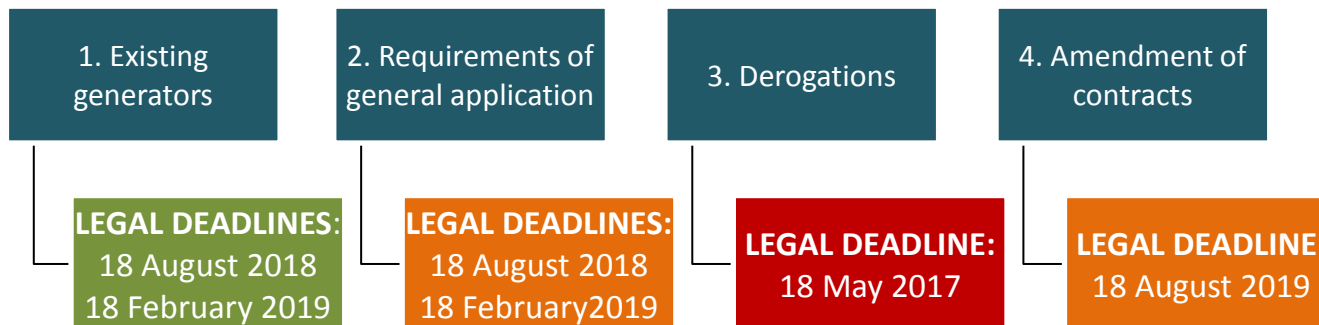 1. Existing
generators
LEGAL DEADLINES:
18 August 2018
18 February 2019
2. Requirements of
general application
LEGAL DEADLINES:
18 August 2018
18 February2019
3. Derogations
LEGAL DEADLINE:
18 May 2017
4. Amendment of
contracts
LEGAL DEADLINE
18 August 2019